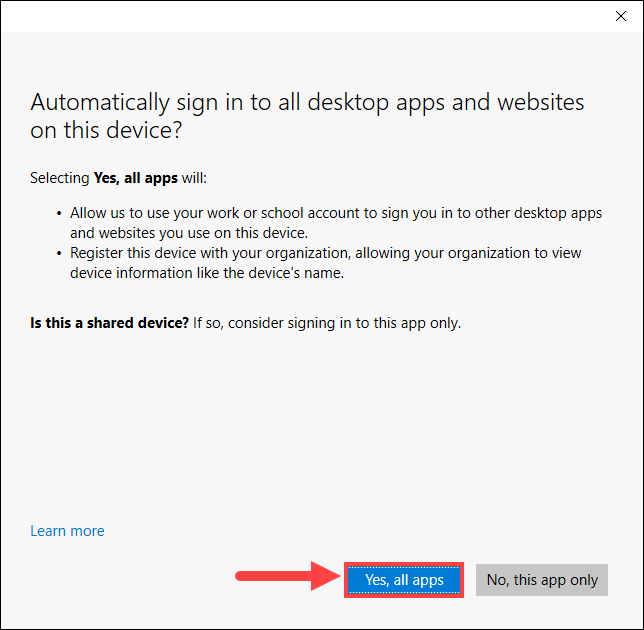 Automatically sign in to all desktop apps and websites
on this device?
Selecting Yes, all apps will:
• Allow us to use your work or school account to sign you in to other desktop apps
and websites you use on this device.
• Register this device with your organization, allowing your organization to view
device information like the device's name.
Is this a shared device? If so, consider signing in to this app only.
Learn more
Yes, all apps
No, this app only